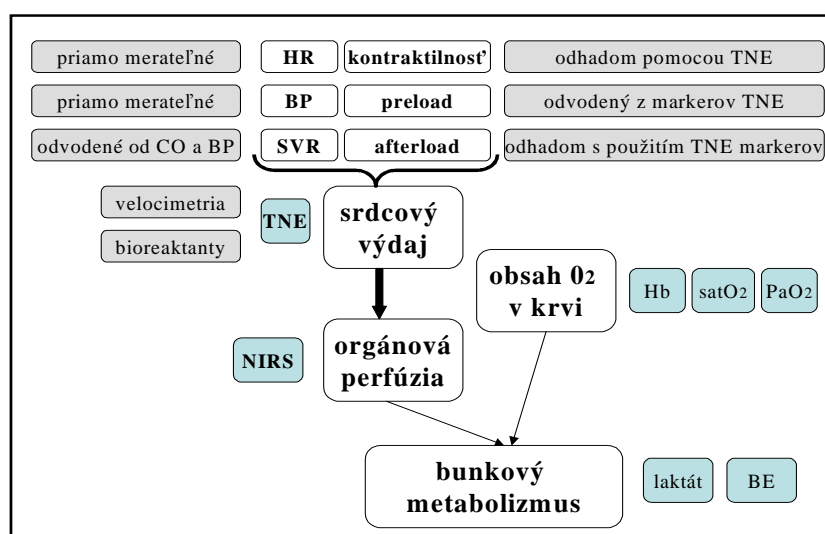 priamo merateľné HR kontraktilnosť odhadom pomocou TNE
priamo merateľné BP preload odvodený z markerov TNE
odvodené od CO a BP SVR afterload odhadom s použitím TNE markerov
velocimetria
bioreaktanty
TNE
srdcový
výdaj
obsah 0₂
v krvi
Hb satO₂ PaO₂
NIRS
orgánová
perfúzia
bunkový
metabolizmus
laktát BE